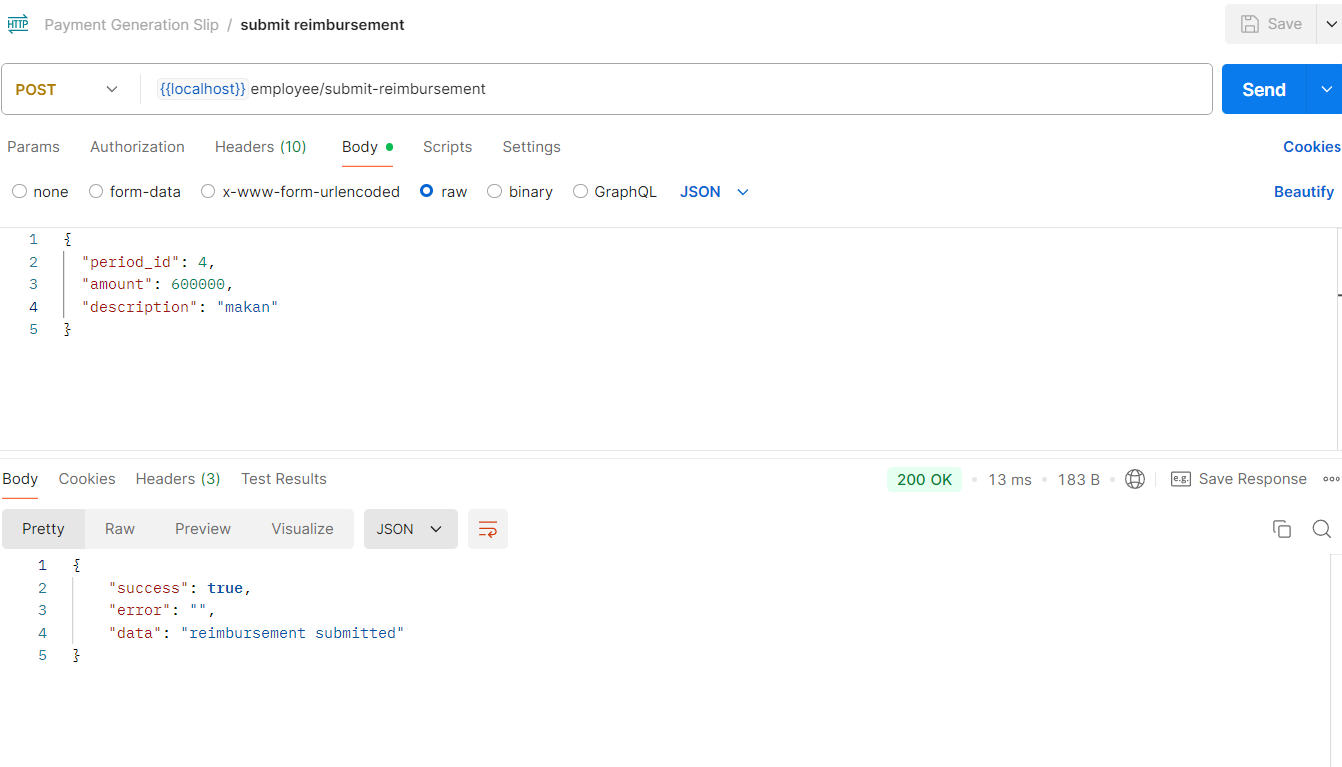 HTTP Payment Generation Slip / submit reimbursement Save
POST {{localhost}} employee/submit-reimbursement Send
Params Authorization Headers (10) Body Scripts Settings Cookies
none form-data x-www-form-urlencoded raw binary GraphQL JSON Beautify
1 {
2 "period_id": 4,
3 "amount": 600000,
4 "description": "makan"
5 }
Body Cookies Headers (3) Test Results 200 OK 13 ms 183 B e.g. Save Response
Pretty Raw Preview Visualize JSON
1 {
2 "success": true,
3 "error": "",
4 "data": "reimbursement submitted"
5 }